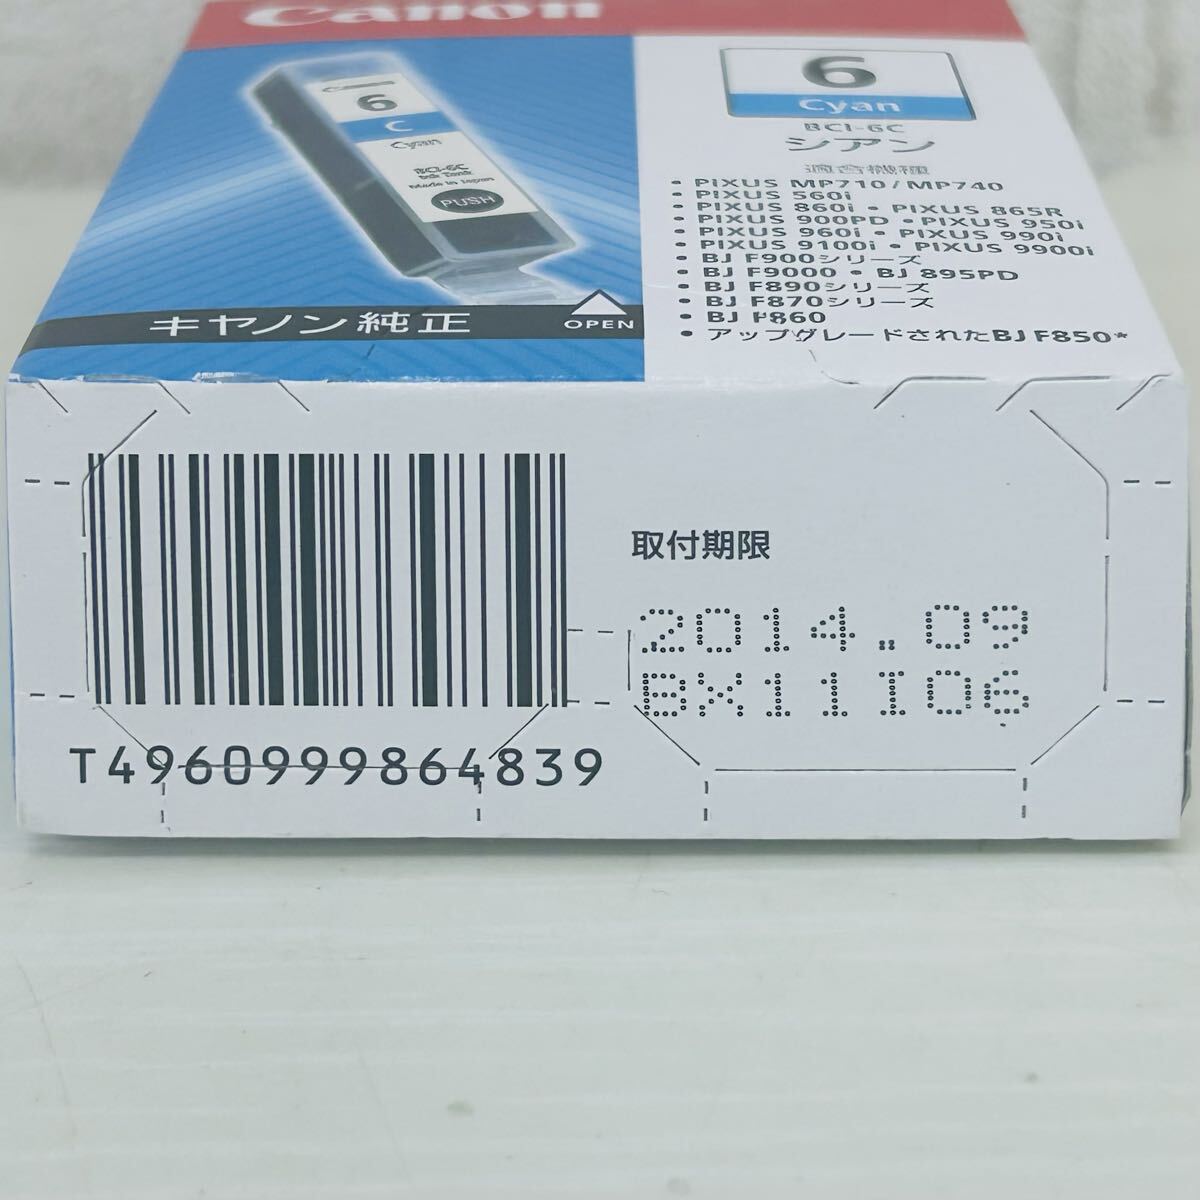 Canon
6
Cyan
BCI-6C
シアン
適合機種
・PIXUS MP710/MP740
・PIXUS 560i
・PIXUS 860i・PIXUS 865R
・PIXUS 900PD・PIXUS 950i
・PIXUS 960i・PIXUS 990i
・PIXUS 9100i・PIXUS 9900i
・BJ F900シリーズ
・BJ F9000・BJ 895PD
・BJ F890シリーズ
・BJ F870シリーズ
・BJ F860
・アップグレードされたBJ F850*
Canon
6
C
Cyan
BCI-6C
Ink Tank
Made in Japan
PUSH
キヤノン純正
OPEN
取付期限
2014.09
BX11I06
T4960999864839